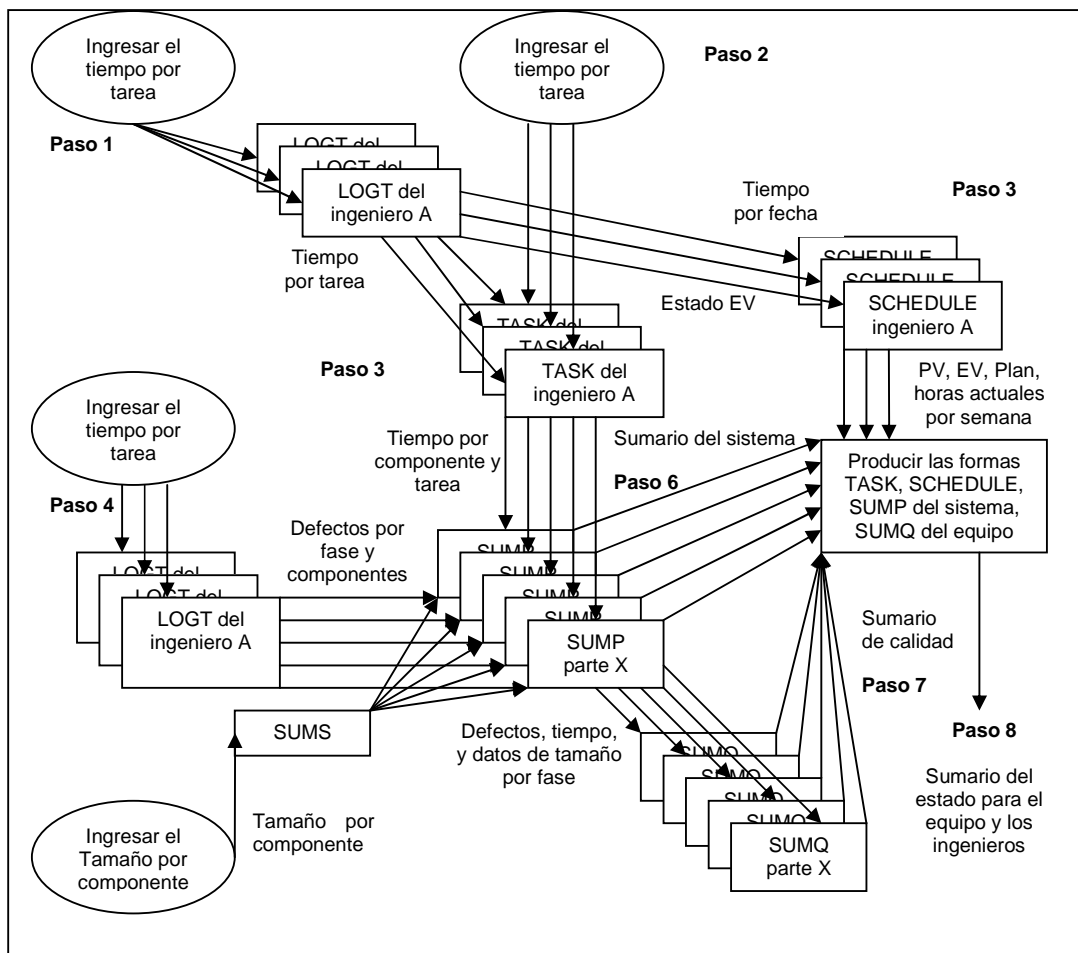 Ingresar el
tiempo por
tarea
Ingresar el
tiempo por
tarea
Paso 2
Paso 1
LOGT del
LOGT del
LOGT del
ingeniero A
Tiempo
por fecha
Paso 3
Tiempo
por tarea
SCHEDULE
SCHEDULE
SCHEDULE
ingeniero A
Estado EV
TASK del
TASK del
TASK del
ingeniero A
Paso 3
PV, EV, Plan,
horas actuales
por semana
Ingresar el
tiempo por
tarea
Tiempo por
componente y
tarea
Sumario del sistema
Paso 6
Producir las formas
TASK, SCHEDULE,
SUMP del sistema,
SUMQ del equipo
Paso 4
Defectos por
fase y
componentes
LOGT del
LOGT del
LOGT del
ingeniero A
SUMP
SUMP
SUMP
SUMP
SUMP
parte X
Sumario
de calidad
Paso 7
SUMS
Defectos, tiempo,
y datos de tamaño
por fase
Paso 8
SUMQ
SUMQ
SUMQ
SUMQ
SUMQ
parte X
Sumario del
estado para el
equipo y los
ingenieros
Tamaño por
componente
Ingresar el
Tamaño por
componente